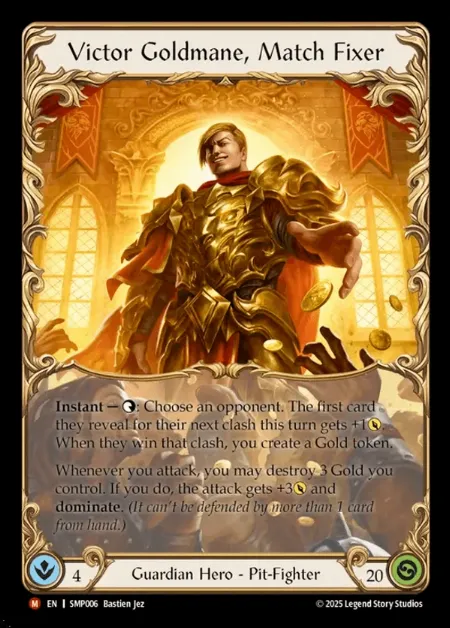 Victor Goldmane, Match Fixer
Instant – : Choose an opponent. The first card
they reveal for their next clash this turn gets +1 .
When they win that clash, you create a Gold token.
Whenever you attack, you may destroy 3 Gold you
control. If you do, the attack gets +3 and
dominate. (It can't be defended by more than 1 card
from hand.)
4
Guardian Hero - Pit-Fighter
20
M EN | SMP006 Bastien Jez
© 2025 Legend Story Studios